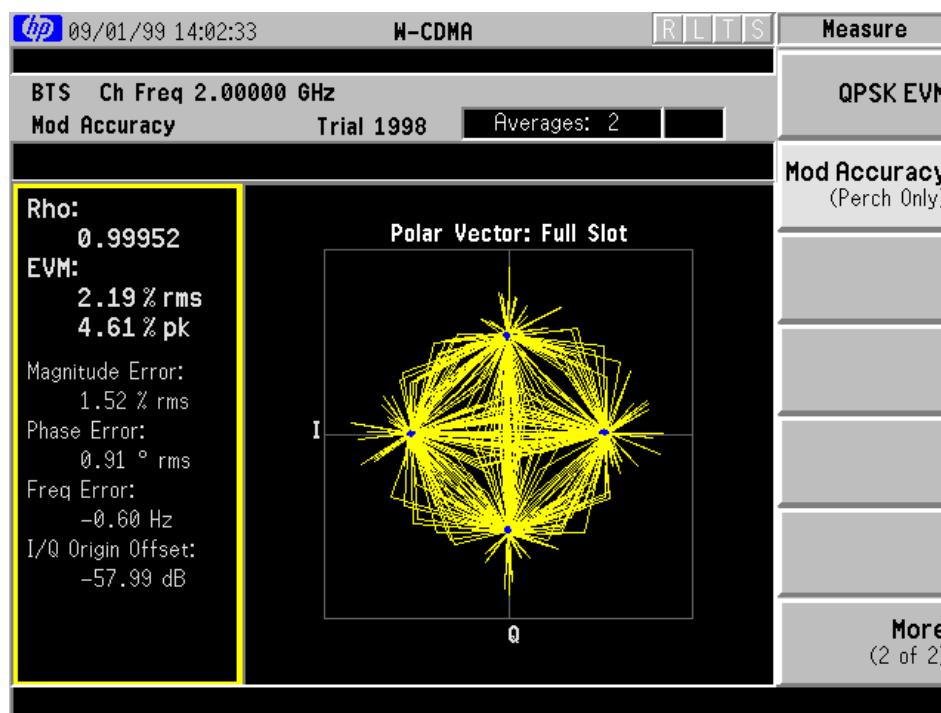 hp 09/01/99 14:02:33 W-CDMA R L T S Measure
BTS Ch Freq 2.00000 GHz
Mod Accuracy Trial 1998 Averages: 2
QPSK EVM
Mod Accuracy
(Perch Only)
Rho:
0.99952
EVM:
2.19 % rms
4.61 % pk
Magnitude Error:
1.52 % rms
Phase Error:
0.91 ° rms
Freq Error:
-0.60 Hz
I/Q Origin Offset:
-57.99 dB
Polar Vector: Full Slot
I
Q
More
(2 of 2)